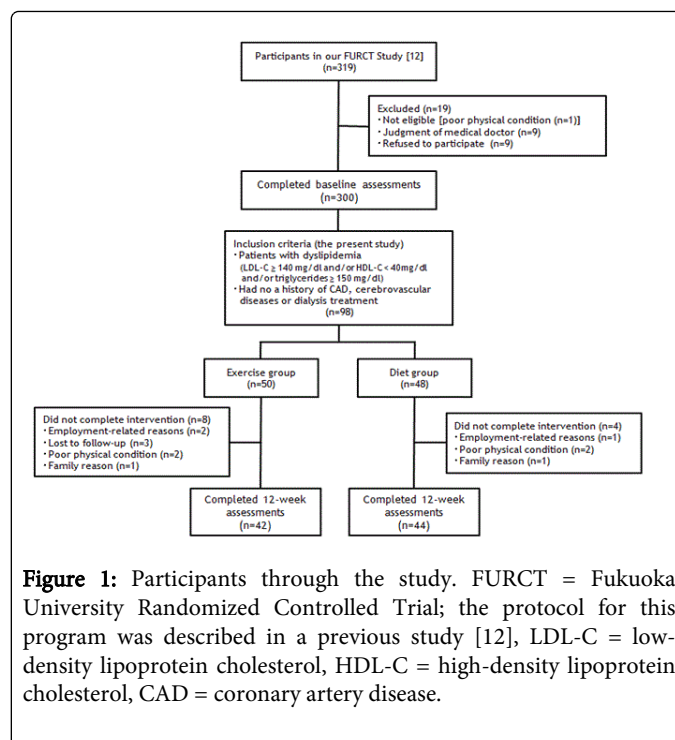 Participants in our FURCT Study [12]
(n=319)
Excluded (n=19)
・Not eligible [poor physical condition (n=1)]
・Judgment of medical doctor (n=9)
・Refused to participate (n=9)
Completed baseline assessments
(n=300)
Inclusion criteria (the present study)
・Patients with dyslipidemia
(LDL-C ≥ 140 mg/dl and/or HDL-C < 40mg/dl
and/or triglycerides ≥ 150 mg/dl)
・Had no a history of CAD, cerebrovascular
diseases or dialysis treatment
(n=98)
Exercise group
(n=50)
Diet group
(n=48)
Did not complete intervention (n=8)
・Employment-related reasons (n=2)
・Lost to follow-up (n=3)
・Poor physical condition (n=2)
・Family reason (n=1)
Did not complete intervention (n=4)
・Employment-related reasons (n=1)
・Poor physical condition (n=2)
・Family reason (n=1)
Completed 12-week
assessments
(n=42)
Completed 12-week
assessments
(n=44)
Figure 1: Participants through the study. FURCT = Fukuoka
University Randomized Controlled Trial; the protocol for this
program was described in a previous study [12], LDL-C = low-
density lipoprotein cholesterol, HDL-C = high-density lipoprotein
cholesterol, CAD = coronary artery disease.